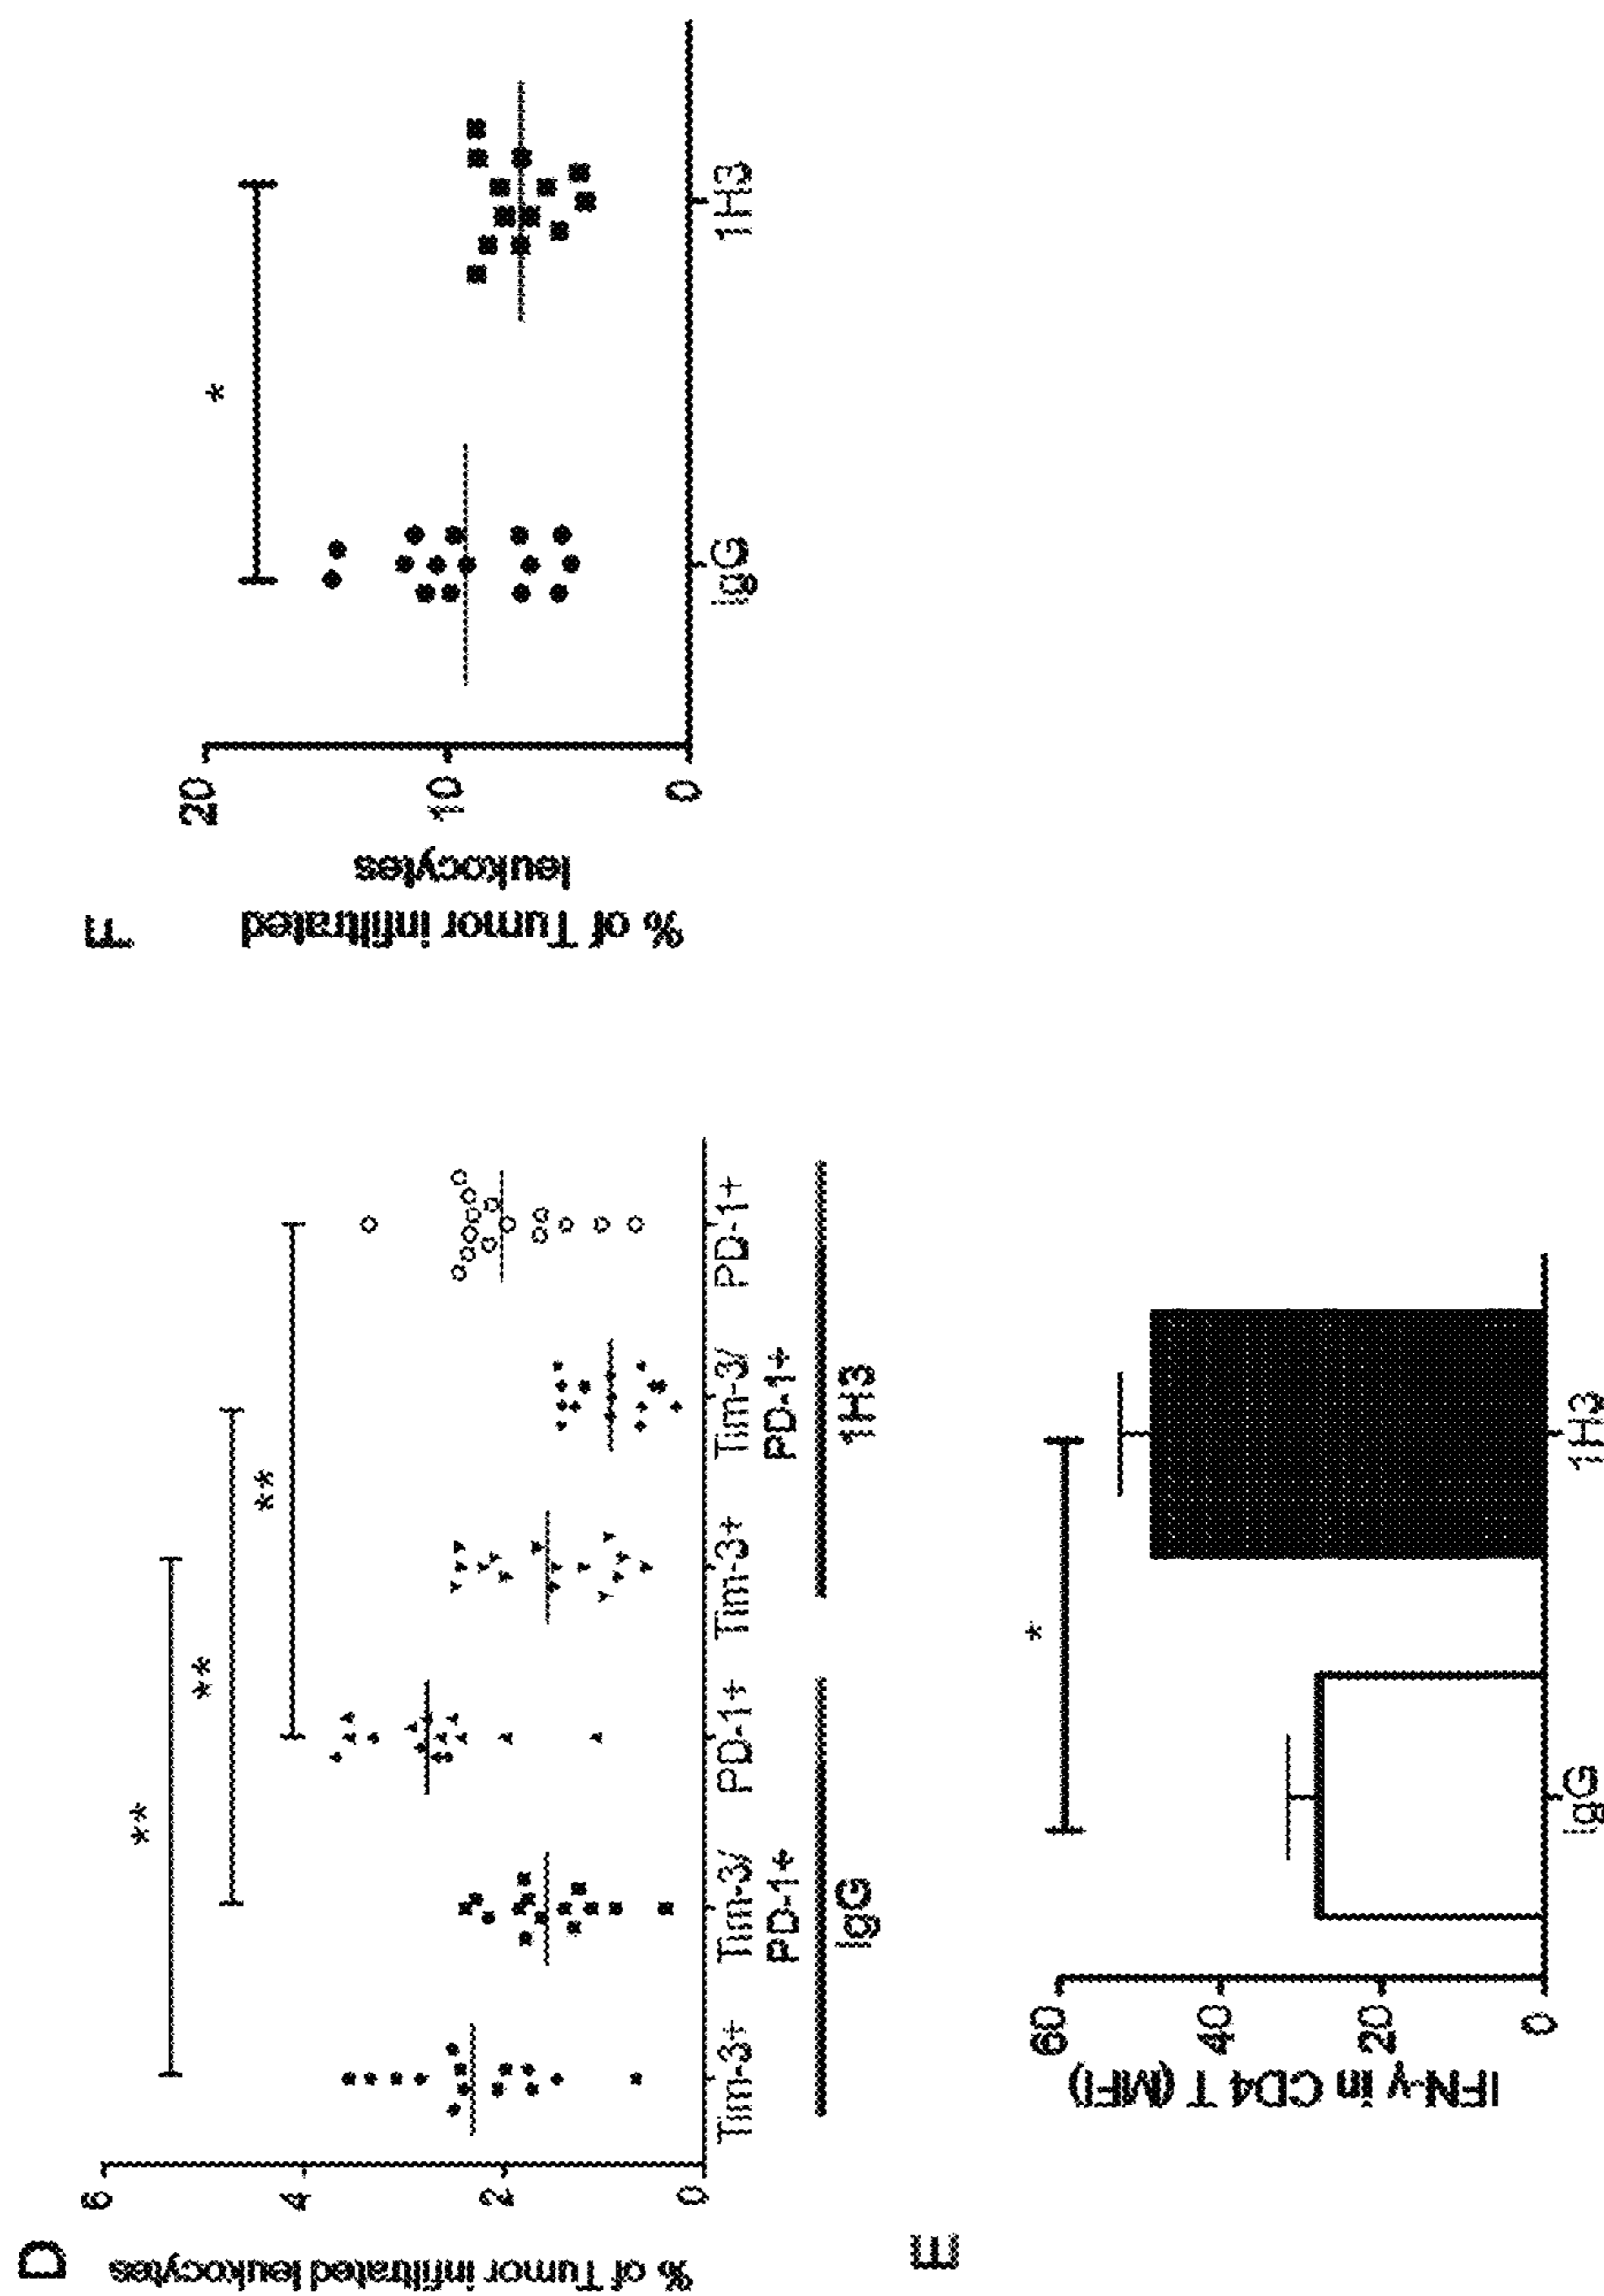 D
% of Tumor infiltrated leukocytes
6
4
2
0
**
**
**
Tim-3+ Tim-3/ PD-1+ Tim-3+ Tim-3/ PD-1+
PD-1+ PD-1+
IgG 1H3
E
IFN-γ in CD4 T (MFI)
60
40
20
0
*
IgG 1H3
F
% of Tumor infiltrated
leukocytes
20
10
0
*
IgG 1H3